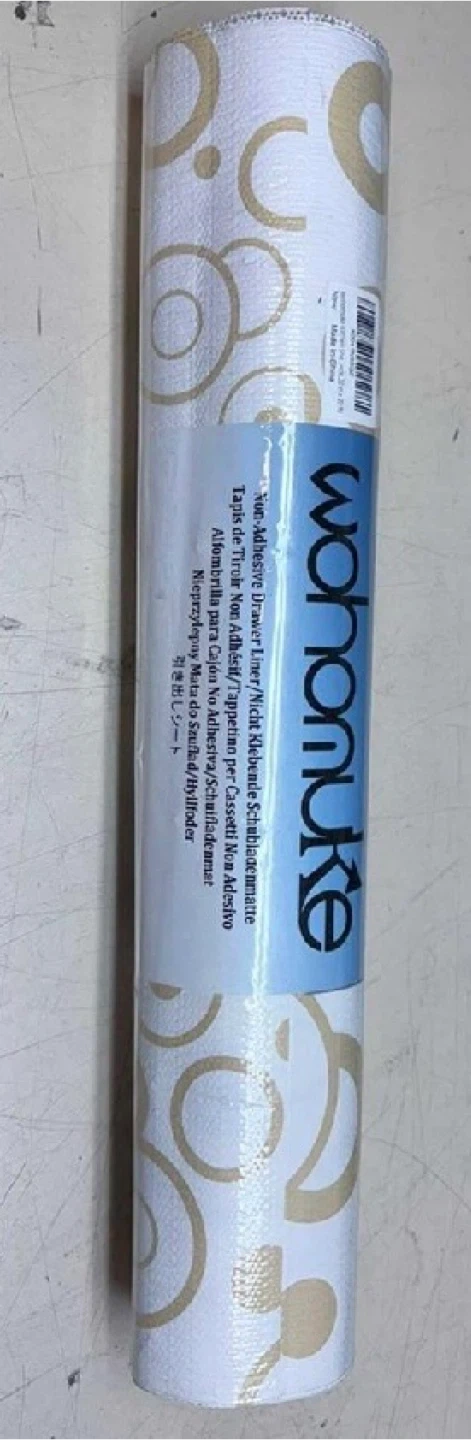 wohomuke
Non-Adhesive Drawer Liner/Nicht Klebende Schubladenmatte
Tapis de Tiroir Non Adhésif/Tappetino per Cassetti Non Adesivo
Alfombrilla para Cajón No Adhesiva/Schuifladenmat
Nieprzylepny Mata do Szuflad/Hyllfoder
引き出しシート
Made in China